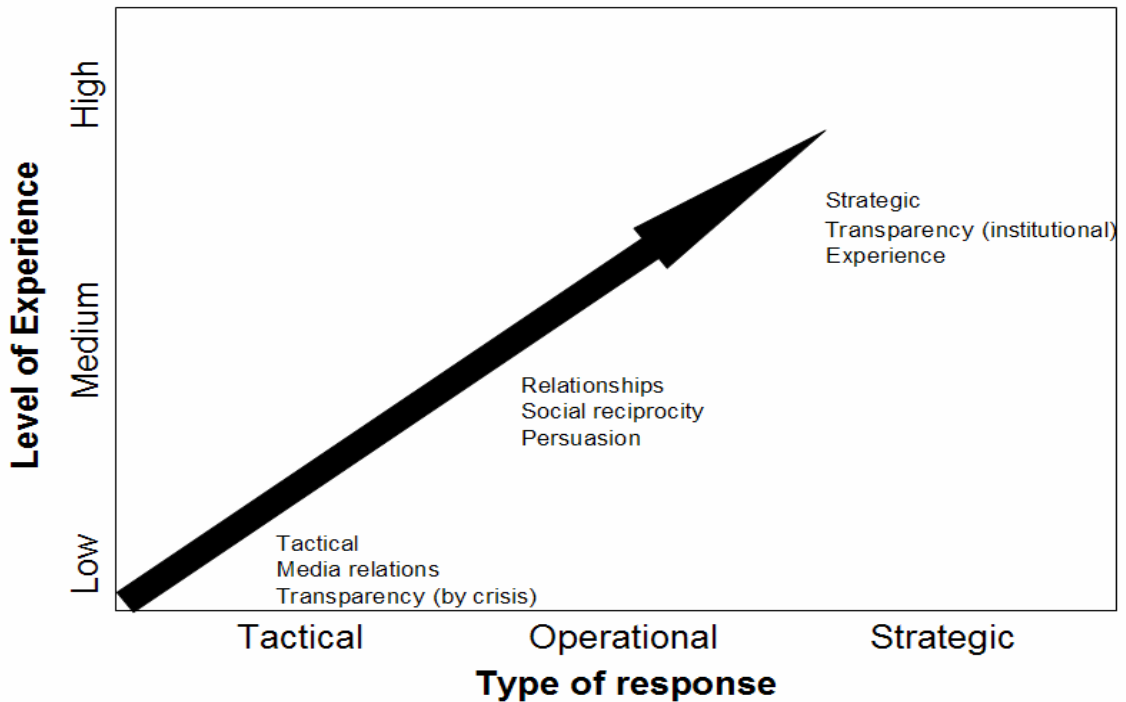 Level of Experience
High
Medium
Low
Strategic
Transparency (institutional)
Experience
Relationships
Social reciprocity
Persuasion
Tactical
Media relations
Transparency (by crisis)
Tactical
Operational
Strategic
Type of response